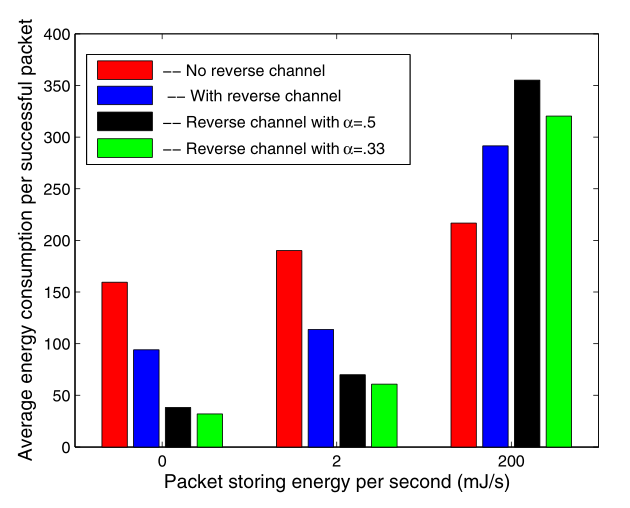 Average energy consumption per successful packet
400
350
300
250
200
150
100
50
0
−− No reverse channel
−− With reverse channel
−− Reverse channel with α=.5
−− Reverse channel with α=.33
0 2 200
Packet storing energy per second (mJ/s)